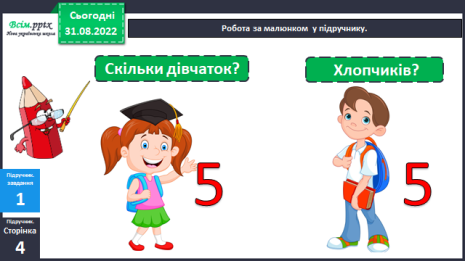 Всім.pptx
Нова українська школа
Сьогодні
31.08.2022
Робота за малюнком у підручнику.
Скільки дівчаток?
Хлопчиків?
5
5
Підручник.
завдання
1
Підручник.
Сторінка
4